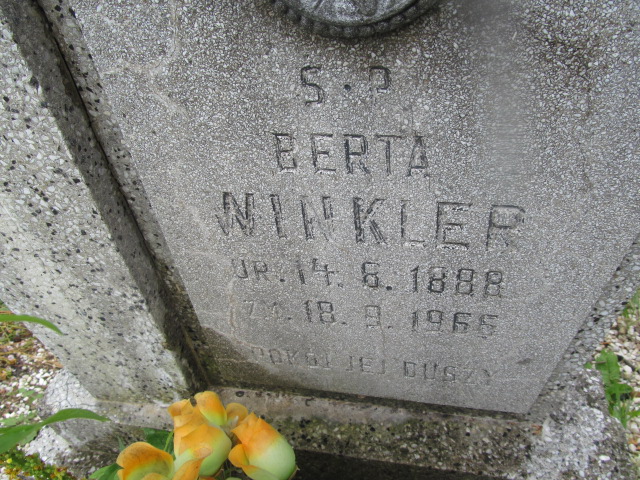 S·P
BERTA
WINKLER
UR. 14. 6. 1888
ZM. 18. 9. 1966
POKÓJ JEJ DUSZY